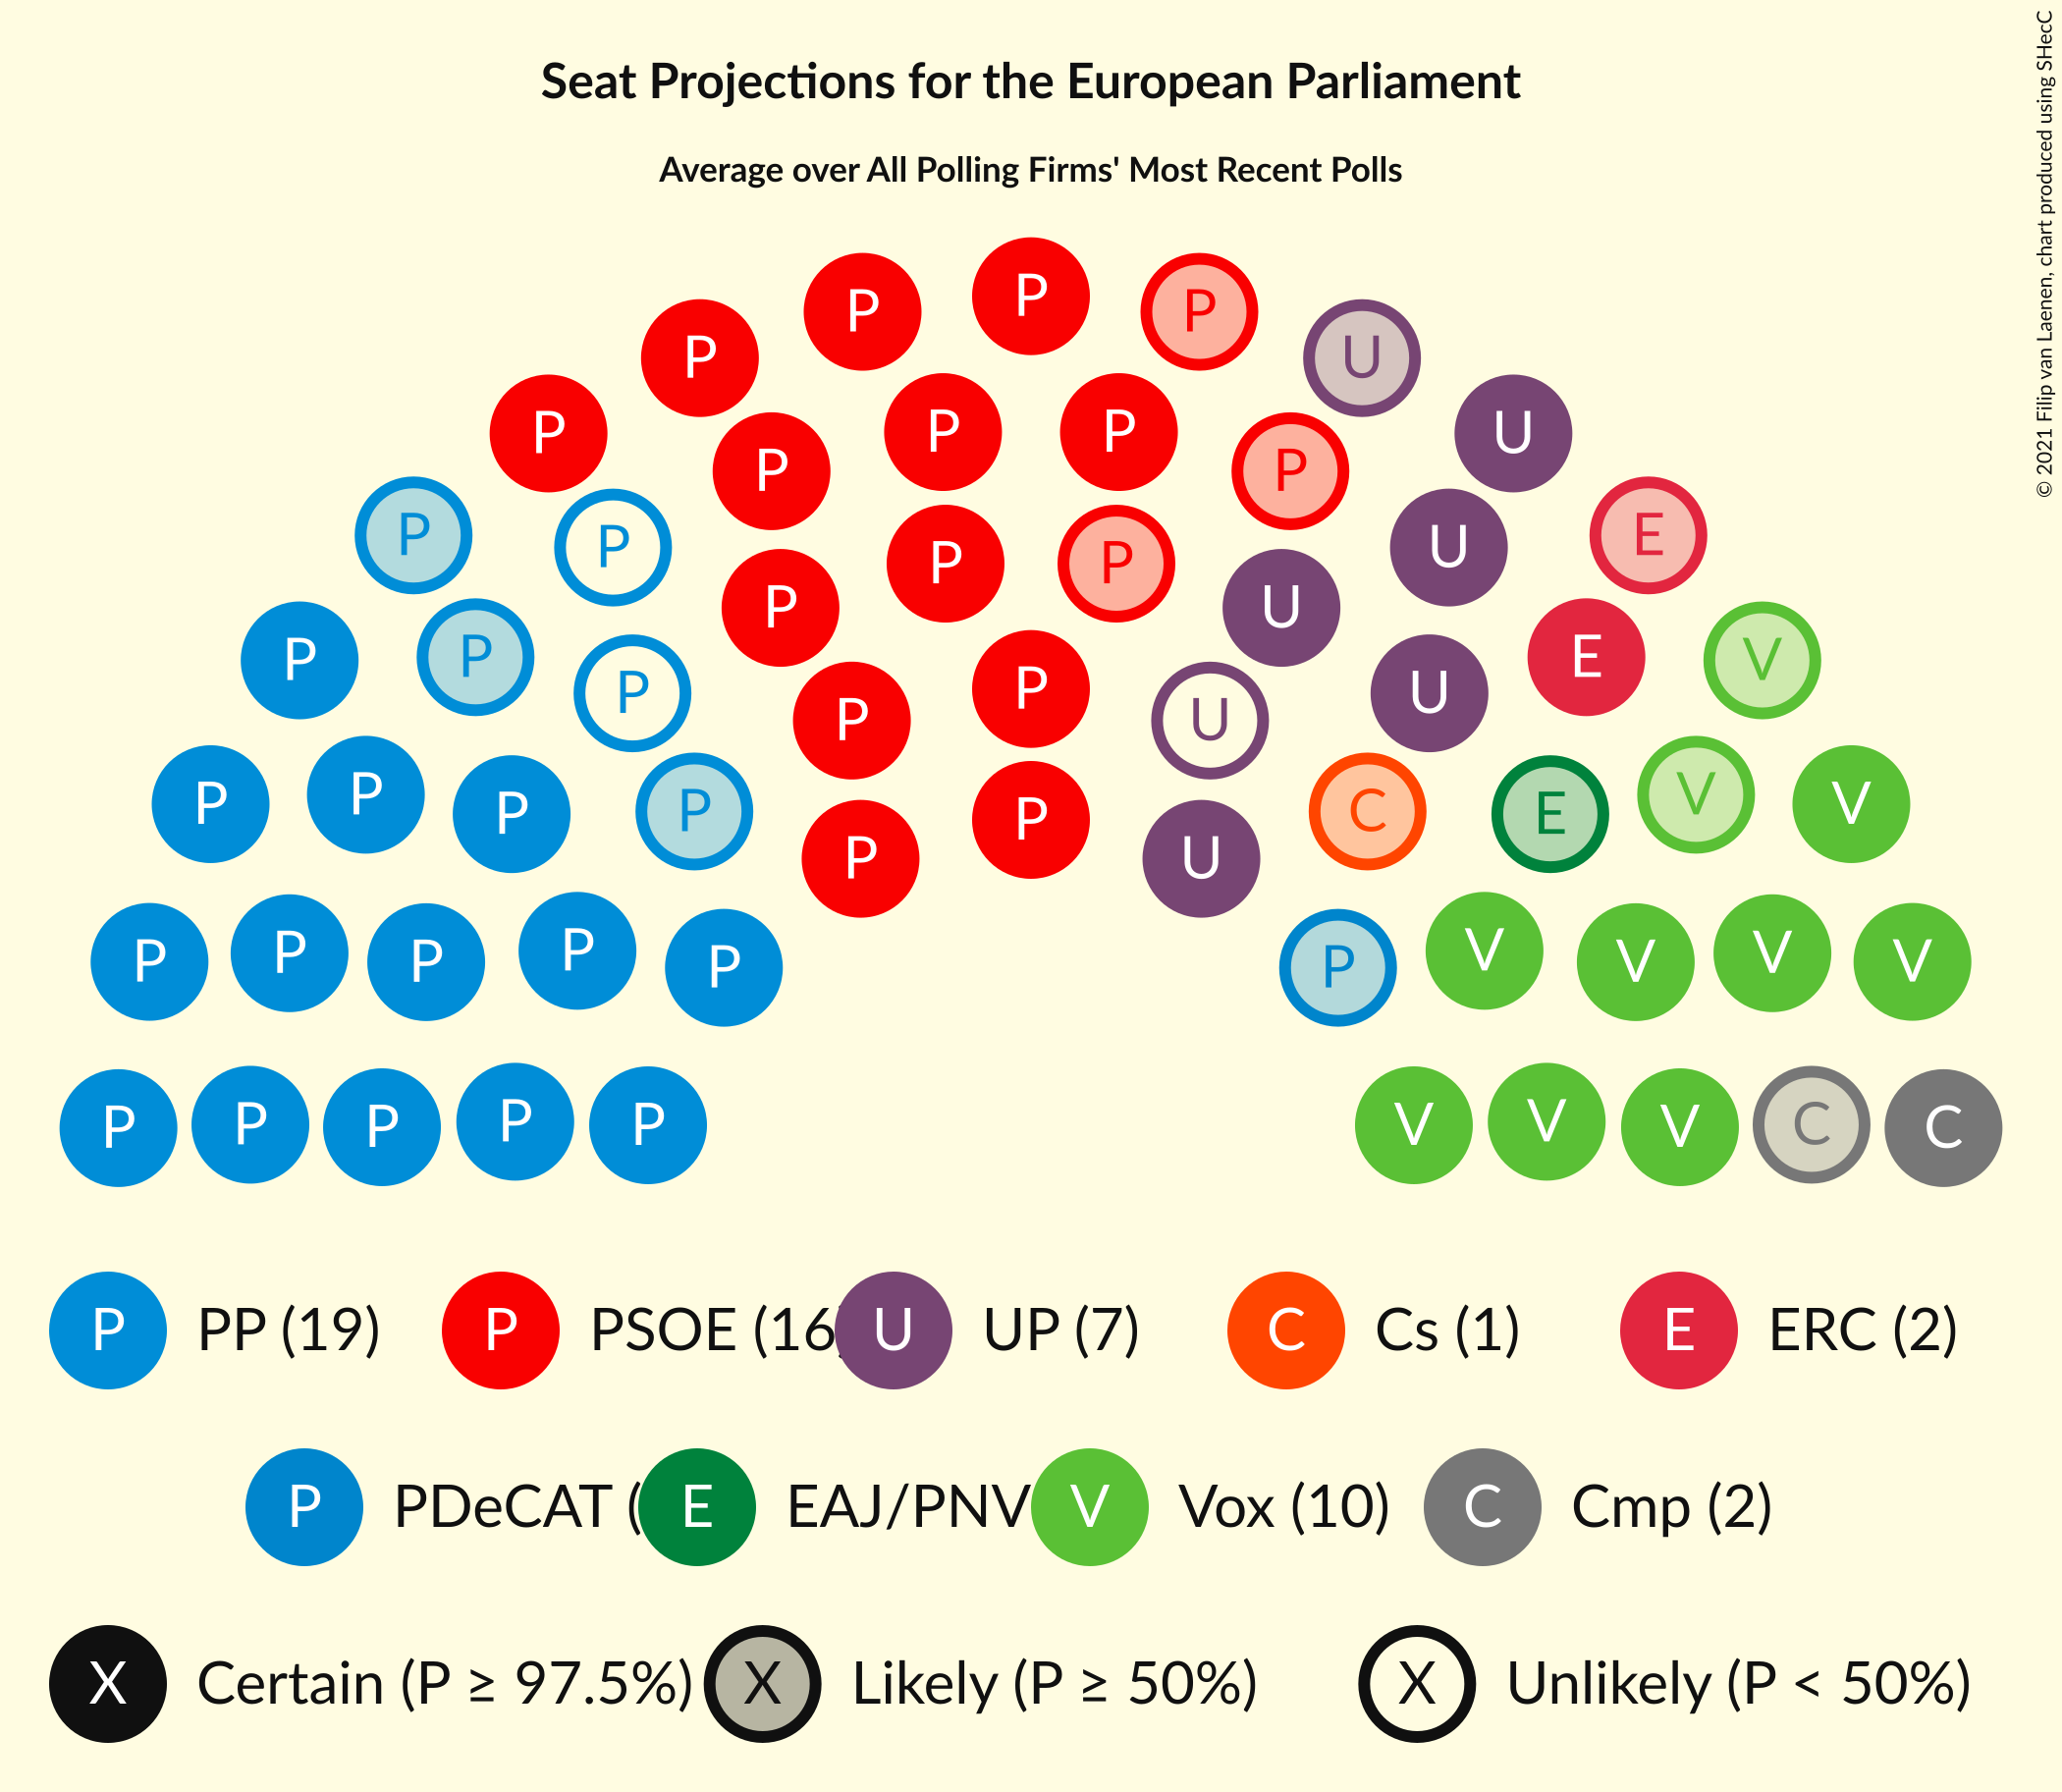 Seat Projections for the European Parliament
Average over All Polling Firms' Most Recent Polls
© 2021 Filip van Laenen, chart produced using SHecC
P
P P
P U
P P P U
P P
P E
P U
P P
P U
P P E V
P P U
P U
P P P P P C E V V
P U
P P P P P P V V V V
P P P P P V V V C C
P PP (19) P PSOE (16 U UP (7) C Cs (1) E ERC (2)
P PDeCAT ( E EAJ/PNV V Vox (10) C Cmp (2)
X Certain (P ≥ 97.5%) X Likely (P ≥ 50%) X Unlikely (P < 50%)